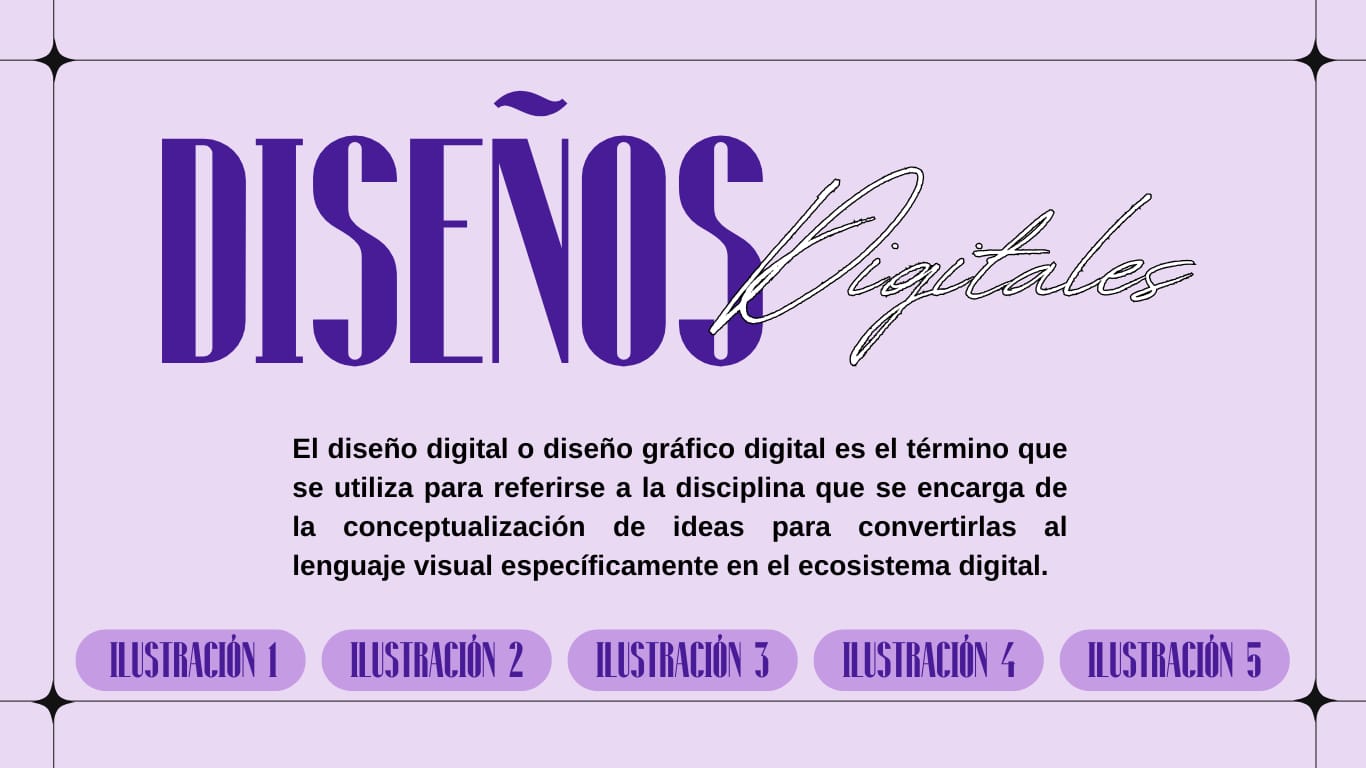 DISEÑOS
Digitales
El diseño digital o diseño gráfico digital es el término que
se utiliza para referirse a la disciplina que se encarga de
la conceptualización de ideas para convertirlas al
lenguaje visual específicamente en el ecosistema digital.
ILUSTRACIÓN 1
ILUSTRACIÓN 2
ILUSTRACIÓN 3
ILUSTRACIÓN 4
ILUSTRACIÓN 5